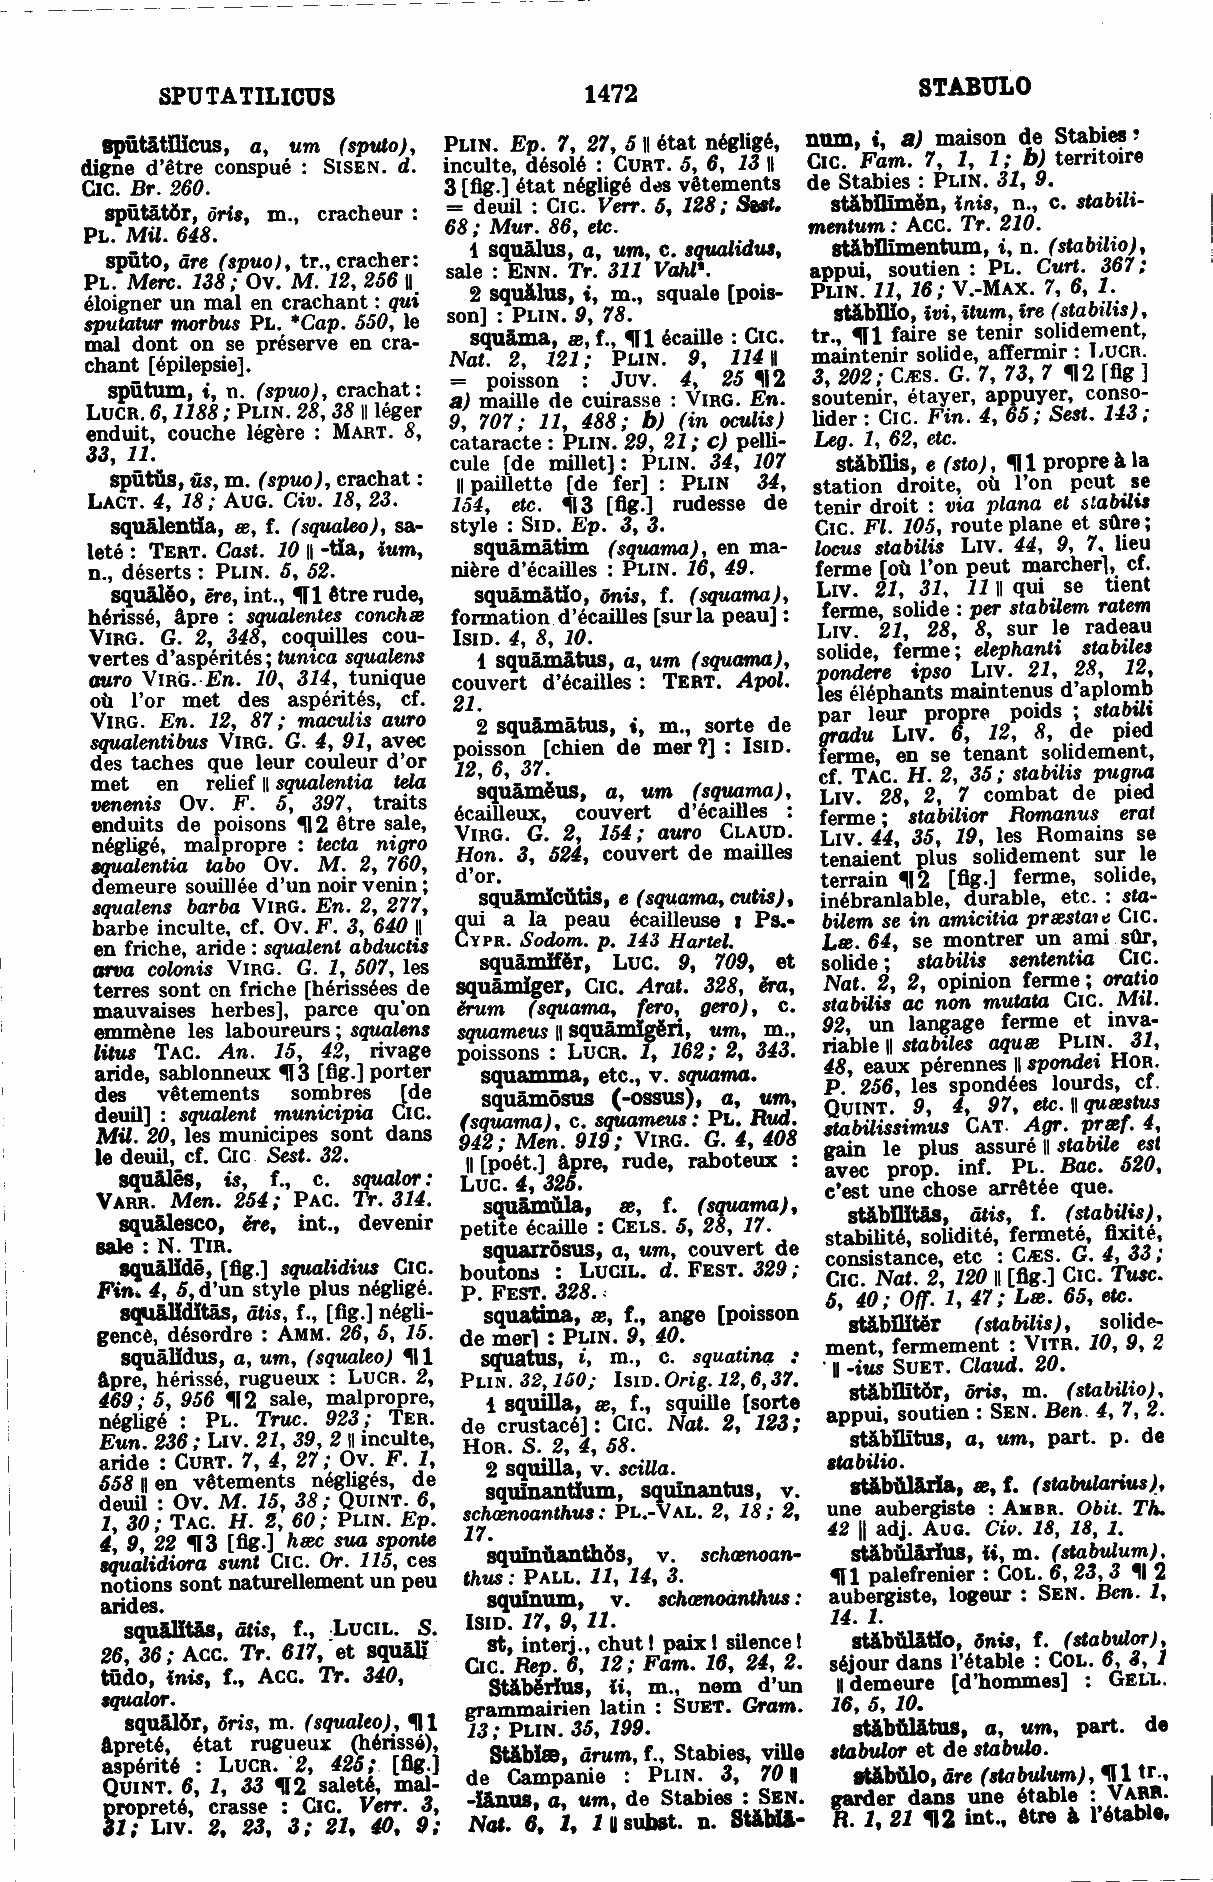 SPUTATILICUS
1472
STABULO
spūtātĭlĭcus, a, um (sputo),
digne d'être conspué : SISEN. d.
CIC. Br. 260.
spūtātŏr, ōris, m., cracheur :
PL. Mil. 648.
spūto, āre (spuo), tr., cracher:
PL. Merc. 138 ; OV. M. 12, 256 ||
éloigner un mal en crachant : qui
sputatur morbus PL. *Cap. 550, le
mal dont on se préserve en cra-
chant [épilepsie].
spūtum, i, n. (spuo), crachat :
LUCR. 6, 1188 ; PLIN. 28, 38 || léger
enduit, couche légère : MART. 8,
33, 11.
spūtŭs, ūs, m. (spuo), crachat :
LACT. 4, 18 ; AUG. Civ. 18, 23.
squālentĭa, æ, f. (squaleo), sa-
leté : TERT. Cast. 10 || -tĭa, ĭum,
n., déserts : PLIN. 5, 52.
squālĕo, ēre, int., ¶1 être rude,
hérissé, âpre : squalentes conchæ
VIRG. G. 2, 348, coquilles cou-
vertes d'aspérités ; tunica squalens
auro VIRG. En. 10, 314, tunique
où l'or met des aspérités, cf.
VIRG. En. 12, 87 ; maculis auro
squalentibus VIRG. G. 4, 91, avec
des taches que leur couleur d'or
met en relief || squalentia tela
venenis OV. F. 5, 397, traits
enduits de poisons ¶2 être sale,
négligé, malpropre : tecta nigro
squalentia tabo OV. M. 2, 760,
demeure souillée d'un noir venin ;
squalens barba VIRG. En. 2, 277,
barbe inculte, cf. OV. F. 3, 640 ||
en friche, aride : squalent abductis
arva colonis VIRG. G. 1, 507, les
terres sont en friche [hérissées de
mauvaises herbes], parce qu'on
emmène les laboureurs ; squalens
litus TAC. An. 15, 42, rivage
aride, sablonneux ¶3 [fig.] porter
des vêtements sombres [de
deuil] : squalent municipia CIC.
Mil. 20, les municipes sont dans
le deuil, cf. CIC Sest. 32.
squālēs, is, f., c. squalor :
VARR. Men. 254 ; PAC. Tr. 314.
squālesco, ĕre, int., devenir
sale : N. TIR.
squālĭdē, [fig.] squalidius CIC.
Fin. 4, 5, d'un style plus négligé.
squālĭdĭtās, ātis, f., [fig.] négli-
gence, désordre : AMM. 26, 5, 15.
squālĭdus, a, um, (squaleo) ¶1
âpre, hérissé, rugueux : LUCR. 2,
469 ; 5, 956 ¶2 sale, malpropre,
négligé : PL. Truc. 923 ; TER.
Eun. 236 ; LIV. 21, 39, 2 || inculte,
aride : CURT. 7, 4, 27 ; OV. F. 1,
558 || en vêtements négligés, de
deuil : OV. M. 15, 38 ; QUINT. 6,
1, 30 ; TAC. H. 2, 60 ; PLIN. Ep.
4, 9, 22 ¶3 [fig.] hæc sua sponte
squalidiora sunt CIC. Or. 115, ces
notions sont naturellement un peu
arides.
squālĭtās, ātis, f., LUCIL. S.
26, 36 ; ACC. Tr. 617, et squālĭ
tūdo, ĭnis, f., ACC. Tr. 340,
squalor.
squālŏr, ōris, m. (squaleo), ¶1
âpreté, état rugueux (hérissé),
aspérité : LUCR. 2, 425 ; [fig.]
QUINT. 6, 1, 33 ¶2 saleté, mal-
propreté, crasse : CIC. Verr. 3,
31 ; LIV. 2, 23, 3 ; 21, 40, 9 ;
PLIN. Ep. 7, 27, 5 || état négligé,
inculte, désolé : CURT. 5, 6, 13 ||
3 [fig.] état négligé des vêtements
= deuil : CIC. Verr. 5, 128 ; Sest.
68 ; Mur. 86, etc.
1 squālus, a, um, c. squalidus,
sale : ENN. Tr. 311 Vahl².
2 squălus, i, m., squale [pois-
son] : PLIN. 9, 78.
squāma, æ, f., ¶1 écaille : CIC.
Nat. 2, 121 ; PLIN. 9, 114 ||
= poisson : JUV. 4, 25 ¶2
a) maille de cuirasse : VIRG. En.
9, 707 ; 11, 488 ; b) (in oculis)
cataracte : PLIN. 29, 21 ; c) pelli-
cule [de millet] : PLIN. 34, 107
|| paillette [de fer] : PLIN 34,
154, etc. ¶3 [fig.] rudesse de
style : SID. Ep. 3, 3.
squāmātim (squama), en ma-
nière d'écailles : PLIN. 16, 49.
squāmātĭo, ōnis, f. (squama),
formation d'écailles [sur la peau] :
ISID. 4, 8, 10.
1 squāmātus, a, um (squama),
couvert d'écailles : TERT. Apol.
21.
2 squāmātus, i, m., sorte de
poisson [chien de mer ?] : ISID.
12, 6, 37.
squāmĕus, a, um (squama),
écailleux, couvert d'écailles :
VIRG. G. 2, 154 ; auro CLAUD.
Hon. 3, 524, couvert de mailles
d'or.
squāmĭcŭtis, e (squama, cutis),
qui a la peau écailleuse : PS.-
CYPR. Sodom. p. 143 Hartel.
squāmĭfĕr, LUC. 9, 709, et
squāmĭger, CIC. Arat. 328, ĕra,
ĕrum (squama, fero, gero), c.
squameus || squāmĭgĕri, um, m.,
poissons : LUCR. 1, 162 ; 2, 343.
squamma, etc., v. squama.
squāmōsus (-ossus), a, um,
(squama), c. squameus : PL. Rud.
942 ; Men. 919 ; VIRG. G. 4, 408
|| [poét.] âpre, rude, raboteux :
LUC. 4, 325.
squāmŭla, æ, f. (squama),
petite écaille : CELS. 5, 28, 17.
squarrōsus, a, um, couvert de
boutons : LUCIL. d. FEST. 329 ;
P. FEST. 328.
squatina, æ, f., ange [poisson
de mer] : PLIN. 9, 40.
squatus, i, m., c. squatina :
PLIN. 32, 150 ; ISID. Orig. 12, 6, 37.
1 squilla, æ, f., squille [sorte
de crustacé] : CIC. Nat. 2, 123 ;
HOR. S. 2, 4, 58.
2 squilla, v. scilla.
squīnantĭum, squīnantus, v.
schœnoanthus : PL.-VAL. 2, 18 ; 2,
17.
squīnŭanthŏs, v. schœnoan-
thus : PALL. 11, 14, 3.
squīnum, v. schœnoanthus :
ISID. 17, 9, 11.
st, interj., chut ! paix ! silence !
CIC. Rep. 6, 12 ; Fam. 16, 24, 2.
Stăbĕrĭus, ĭi, m., nom d'un
grammairien latin : SUET. Gram.
13 ; PLIN. 35, 199.
Stăbĭæ, ārum, f., Stabies, ville
de Campanie : PLIN. 3, 70 ||
-ĭānus, a, um, de Stabies : SEN.
Nat. 6, 1, 1 || subst. n. Stăbĭā-
num, i, a) maison de Stabies :
CIC. Fam. 7, 1, 1 ; b) territoire
de Stabies : PLIN. 31, 9.
stăbĭlīmĕn, ĭnis, n., c. stabili-
mentum : ACC. Tr. 210.
stăbĭlīmentum, i, n. (stabilio),
appui, soutien : PL. Curt. 367 ;
PLIN. 11, 16 ; V.-MAX. 7, 6, 1.
stăbĭlĭo, īvi, ītum, īre (stabilis),
tr., ¶1 faire se tenir solidement,
maintenir solide, affermir : LUCR.
3, 202 ; CÆS. G. 7, 73, 7 ¶2 [fig ]
soutenir, étayer, appuyer, conso-
lider : CIC. Fin. 4, 65 ; Sest. 143 ;
Leg. 1, 62, etc.
stăbĭlis, e (sto), ¶1 propre à la
station droite, où l'on peut se
tenir droit : via plana et stabilis
CIC. Fl. 105, route plane et sûre ;
locus stabilis LIV. 44, 9, 7, lieu
ferme [où l'on peut marcher], cf.
LIV. 21, 31, 11 || qui se tient
ferme, solide : per stabilem ratem
LIV. 21, 28, 8, sur le radeau
solide, ferme ; elephanti stabiles
pondere ipso LIV. 21, 28, 12,
les éléphants maintenus d'aplomb
par leur propre poids ; stabili
gradu LIV. 6, 12, 8, de pied
ferme, en se tenant solidement,
cf. TAC. H. 2, 35 ; stabilis pugna
LIV. 28, 2, 7 combat de pied
ferme ; stabilior Romanus erat
LIV. 44, 35, 19, les Romains se
tenaient plus solidement sur le
terrain ¶2 [fig.] ferme, solide,
inébranlable, durable, etc. : sta-
bilem se in amicitia præstare CIC.
Læ. 64, se montrer un ami sûr,
solide ; stabilis sententia CIC.
Nat. 2, 2, opinion ferme ; oratio
stabilis ac non mutata CIC. Mil.
92, un langage ferme et inva-
riable || stabiles aquæ PLIN. 31,
48, eaux pérennes || spondei HOR.
P. 256, les spondées lourds, cf.
QUINT. 9, 4, 97, etc. || quæstus
stabilissimus CAT. Agr. præf. 4,
gain le plus assuré || stabile est
avec prop. inf. PL. Bac. 520,
c'est une chose arrêtée que.
stăbĭlĭtās, ātis, f. (stabilis),
stabilité, solidité, fermeté, fixité,
consistance, etc : CÆS. G. 4, 33 ;
CIC. Nat. 2, 120 || [fig.] CIC. Tusc.
5, 40 ; Off. 1, 47 ; Læ. 65, etc.
stăbĭlĭtĕr (stabilis), solide-
ment, fermement : VITR. 10, 9, 2
|| -ius SUET. Claud. 20.
stăbĭlītŏr, ōris, m. (stabilio),
appui, soutien : SEN. Ben. 4, 7, 2.
stăbĭlītus, a, um, part. p. de
stabilio.
stăbŭlārĭa, æ, f. (stabularius),
une aubergiste : AMBR. Obit. Th.
42 || adj. AUG. Civ. 18, 18, 1.
stăbŭlārĭus, ĭi, m. (stabulum),
¶1 palefrenier : COL. 6, 23, 3 ¶2
aubergiste, logeur : SEN. Ben. 1,
14. 1.
stăbŭlātĭo, ōnis, f. (stabulor),
séjour dans l'étable : COL. 6, 3, 1
|| demeure [d'hommes] : GELL.
16, 5, 10.
stăbŭlātus, a, um, part. de
stabulor et de stabulo.
stăbŭlo, āre (stabulum), ¶1 tr.,
garder dans une étable : VARR.
R. 1, 21 ¶2 int., être à l'étable,